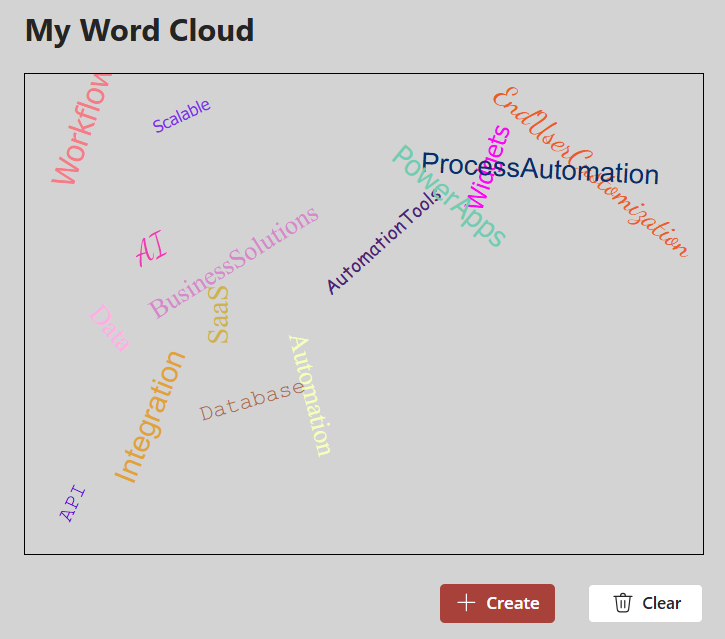 My Word Cloud
Workflow
Scalable
EndUserCustomization
Widgets
ProcessAutomation
PowerApps
AutomationTools
AI
BusinessSolutions
SaaS
Data
Automation
Integration
Database
API
Create
Clear